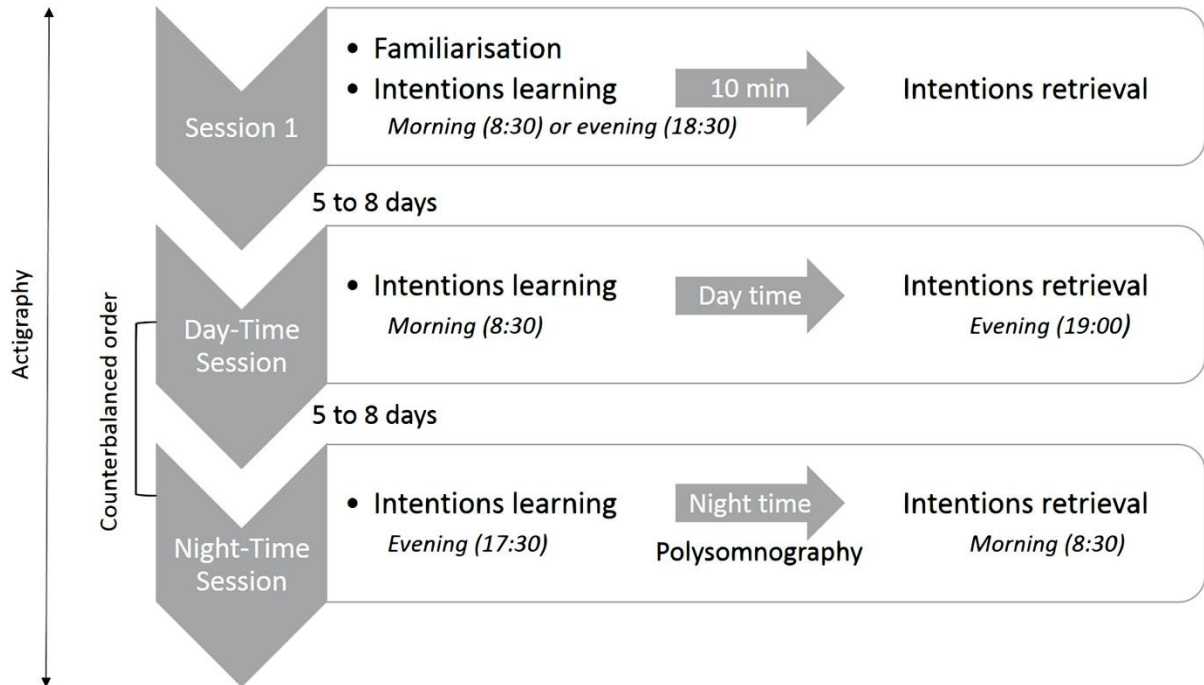 Actigraphy
Counterbalanced order
Session 1
• Familiarisation
• Intentions learning
Morning (8:30) or evening (18:30)
10 min
Intentions retrieval
5 to 8 days
Day-Time
Session
• Intentions learning
Morning (8:30)
Day time
Intentions retrieval
Evening (19:00)
5 to 8 days
Night-Time
Session
• Intentions learning
Evening (17:30)
Night time
Polysomnography
Intentions retrieval
Morning (8:30)